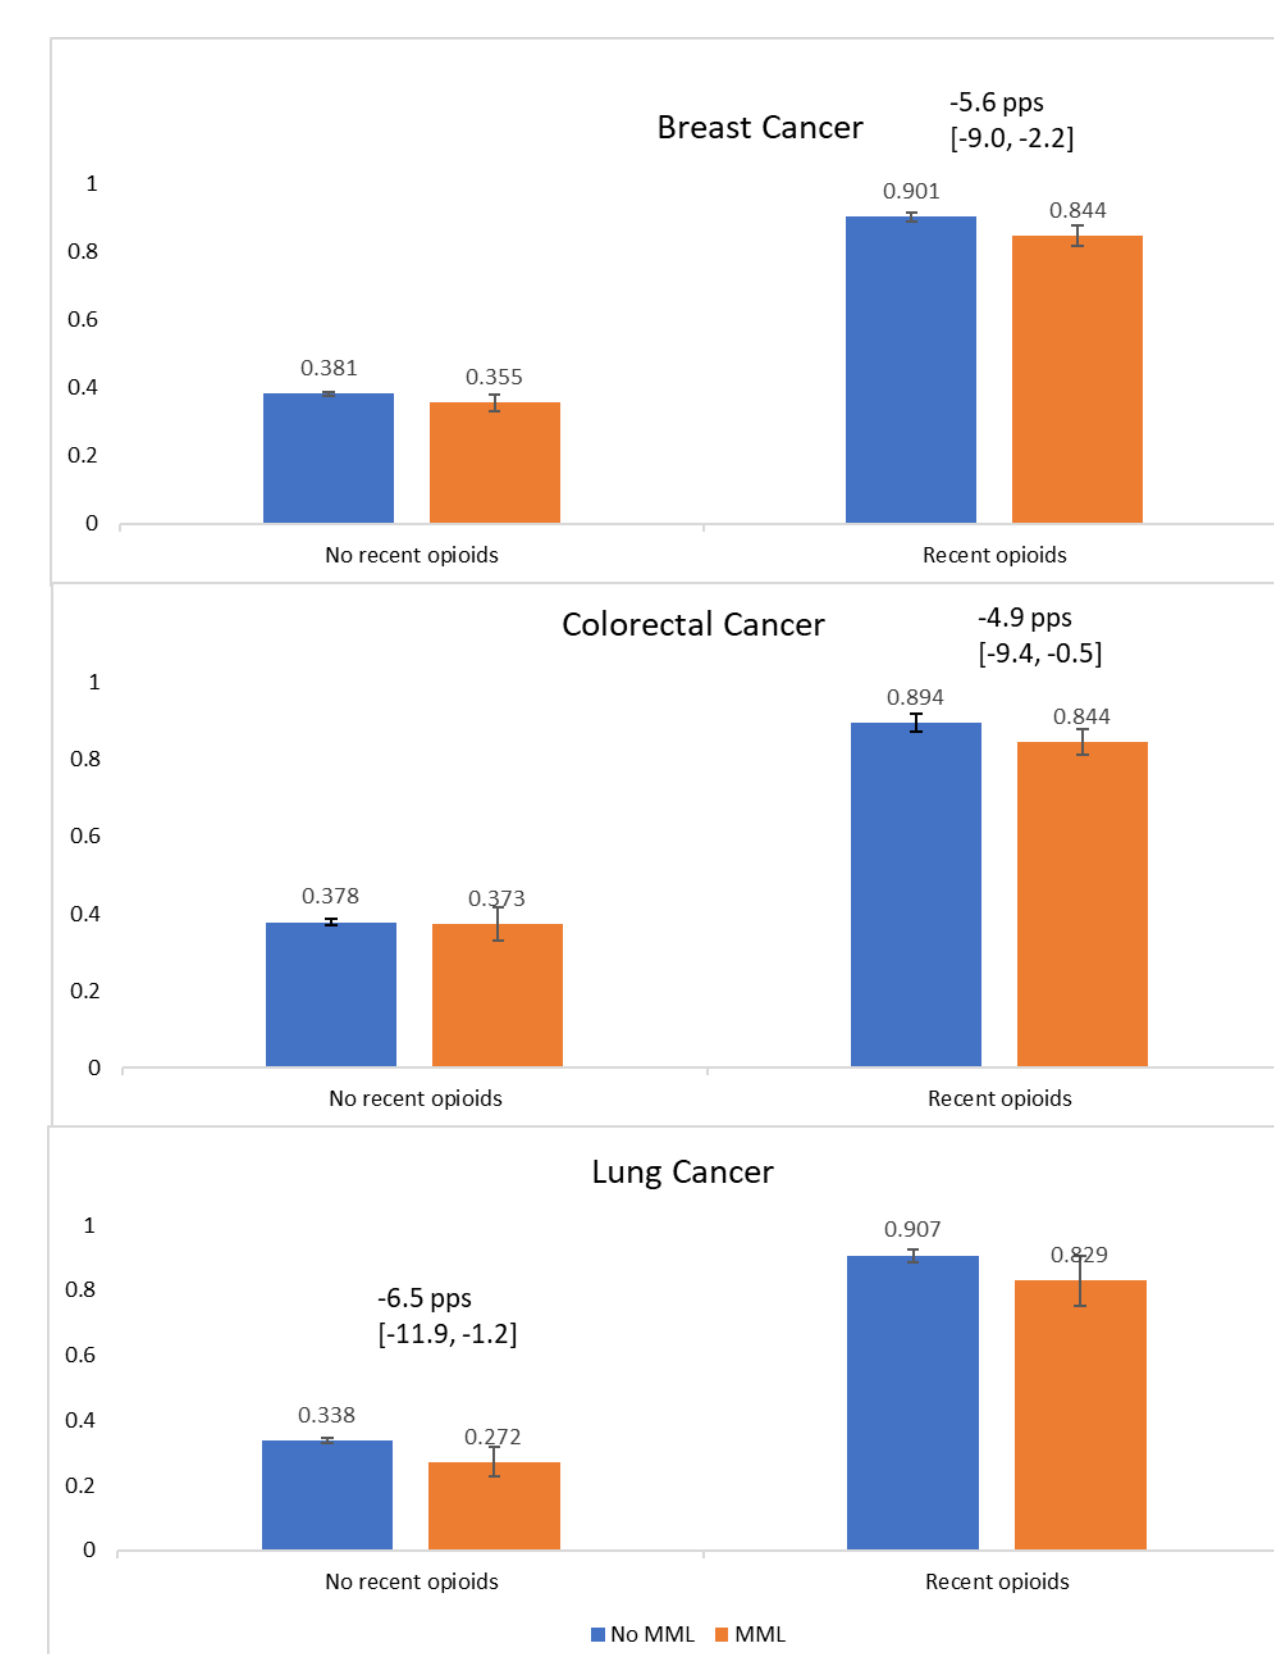 Breast Cancer
-5.6 pps
[-9.0, -2.2]
1
0.8
0.6
0.4
0.2
0
0.381
0.355
0.901
0.844
No recent opioids
Recent opioids
Colorectal Cancer
-4.9 pps
[-9.4, -0.5]
1
0.8
0.6
0.4
0.2
0
0.378
0.373
0.894
0.844
No recent opioids
Recent opioids
Lung Cancer
1
0.8
0.6
0.4
0.2
0
-6.5 pps
[-11.9, -1.2]
0.338
0.272
0.907
0.829
No recent opioids
Recent opioids
No MML MML